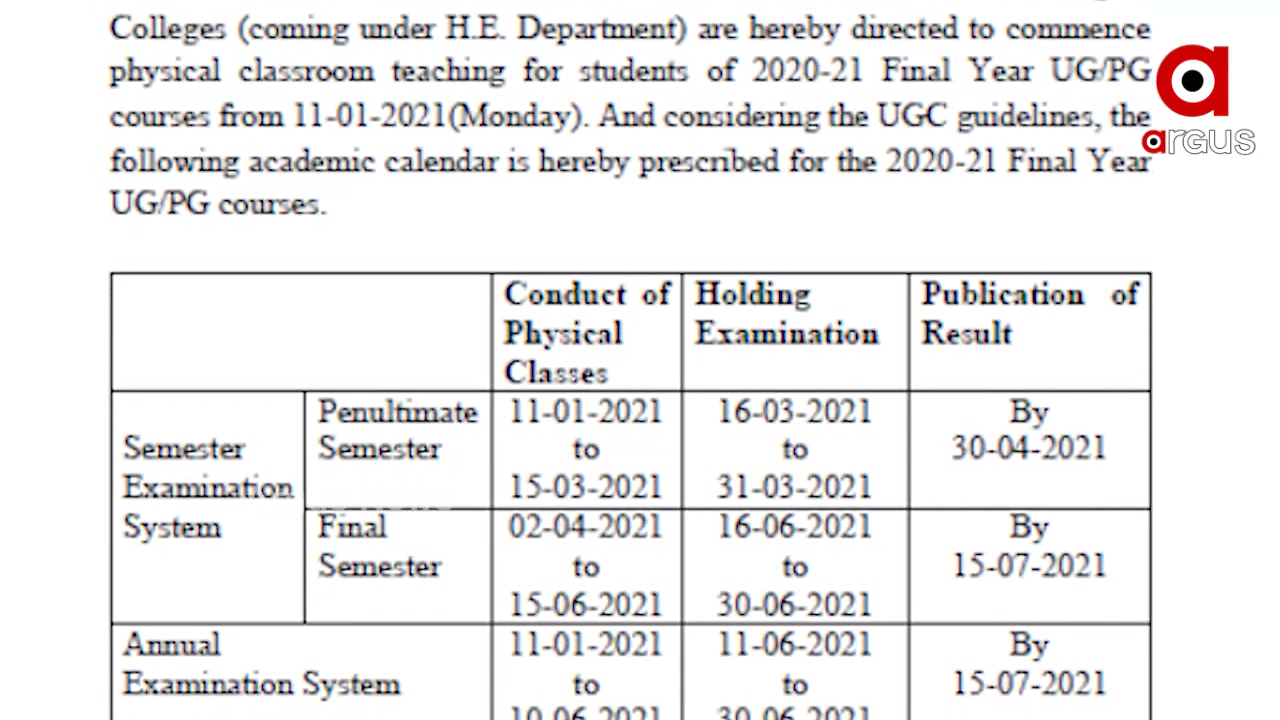 Colleges (coming under H.E. Department) are hereby directed to commence
physical classroom teaching for students of 2020-21 Final Year UG/PG
courses from 11-01-2021(Monday). And considering the UGC guidelines, the
following academic calendar is hereby prescribed for the 2020-21 Final Year
UG/PG courses.
argus
Conduct of Physical Classes
Holding Examination
Publication of Result
Semester Examination System
Penultimate Semester
11-01-2021 to 15-03-2021
16-03-2021 to 31-03-2021
By 30-04-2021
Final Semester
02-04-2021 to 15-06-2021
16-06-2021 to 30-06-2021
By 15-07-2021
Annual Examination System
11-01-2021 to 10-06-2021
11-06-2021 to 30-06-2021
By 15-07-2021